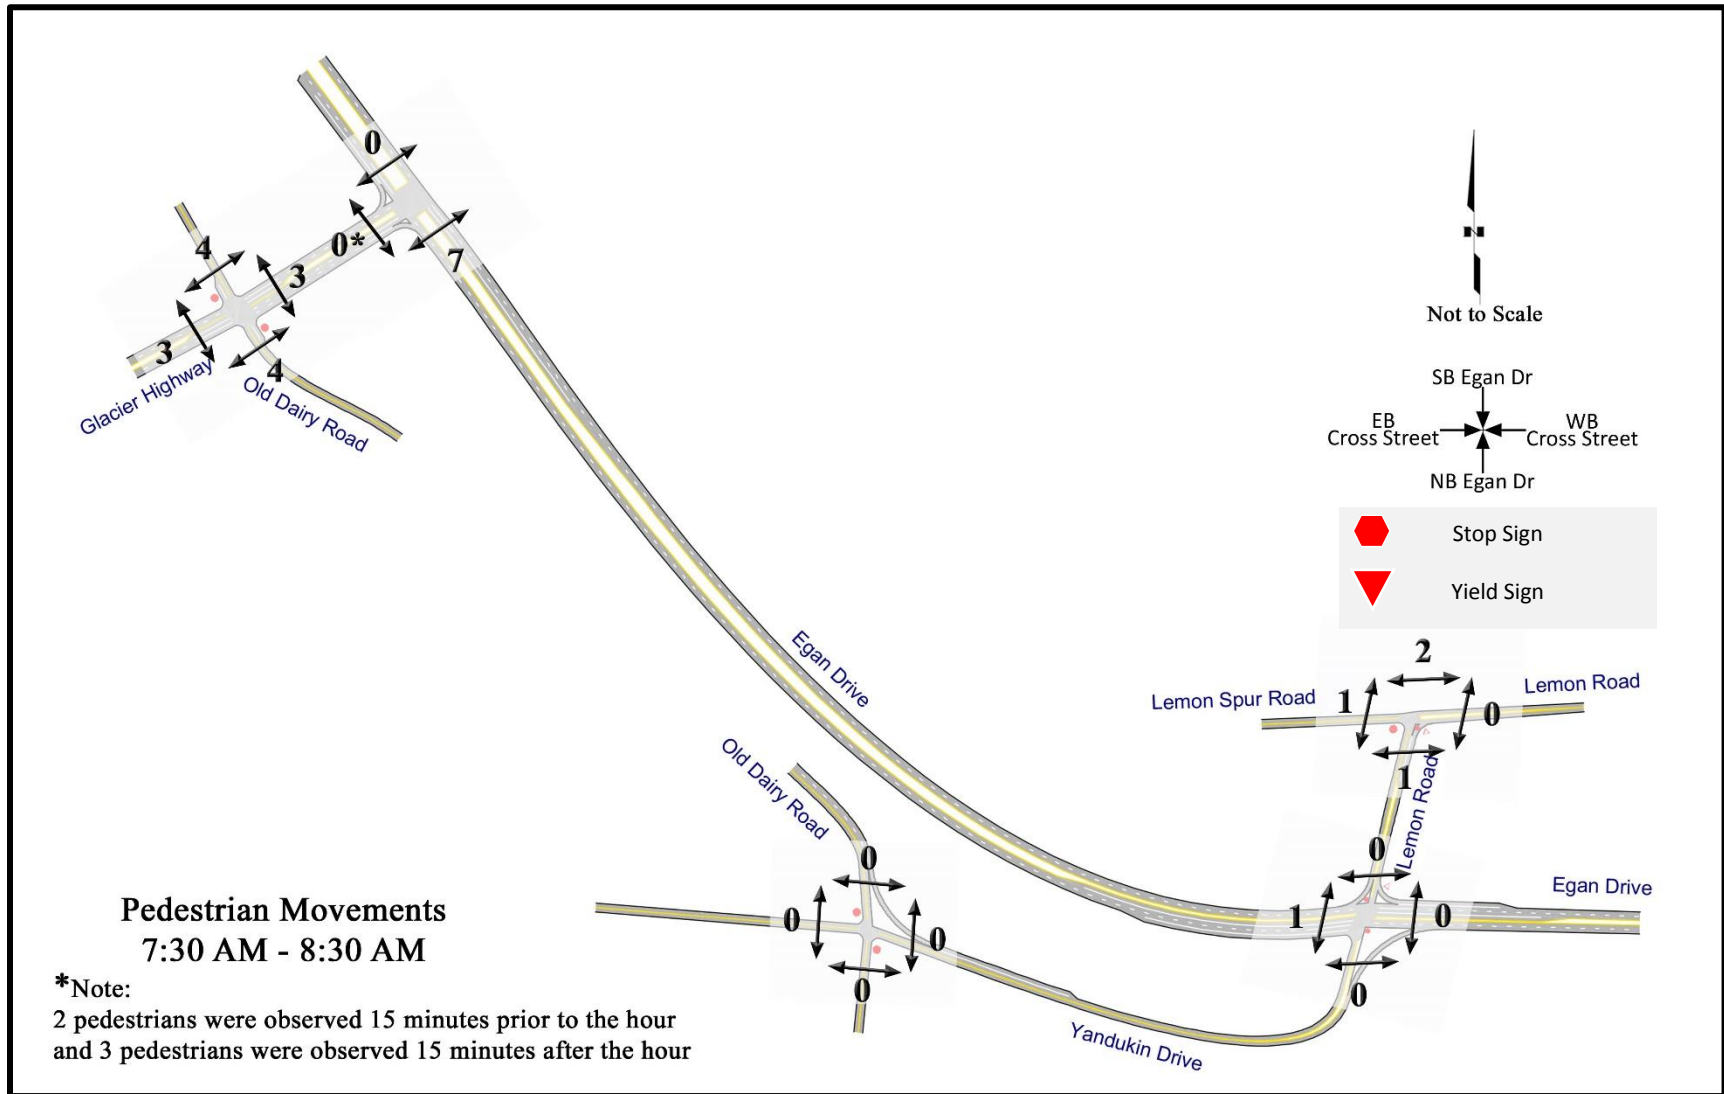 0
0*
7
4
3
3
4
Glacier Highway
Old Dairy Road
N
Not to Scale
SB Egan Dr
EB
Cross Street
WB
Cross Street
NB Egan Dr
Stop Sign
Yield Sign
Egan Drive
2
Lemon Spur Road
1
0
Lemon Road
1
Lemon Road
Old Dairy Road
0
0
0
0
0
1
0
0
Egan Drive
Yandukin Drive
Pedestrian Movements
7:30 AM - 8:30 AM
*Note:
2 pedestrians were observed 15 minutes prior to the hour
and 3 pedestrians were observed 15 minutes after the hour